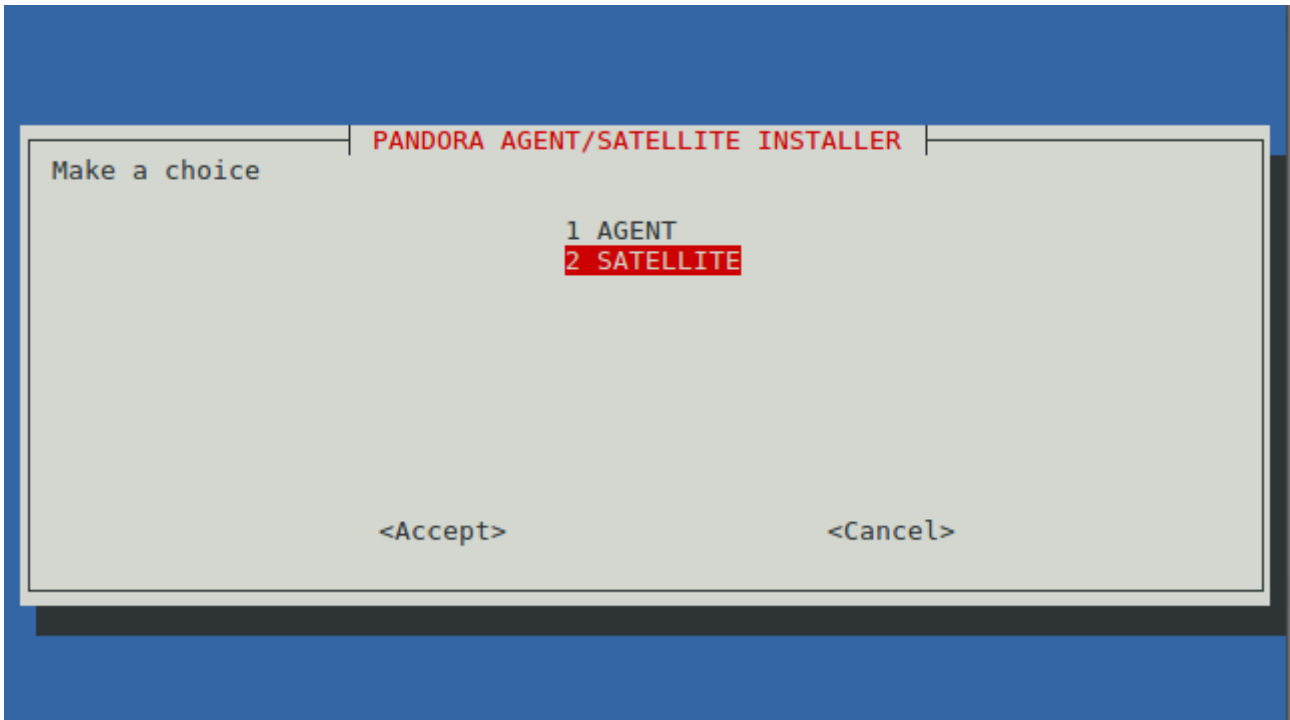 PANDORA AGENT/SATELLITE INSTALLER
Make a choice
1 AGENT
2 SATELLITE
<Accept> <Cancel>